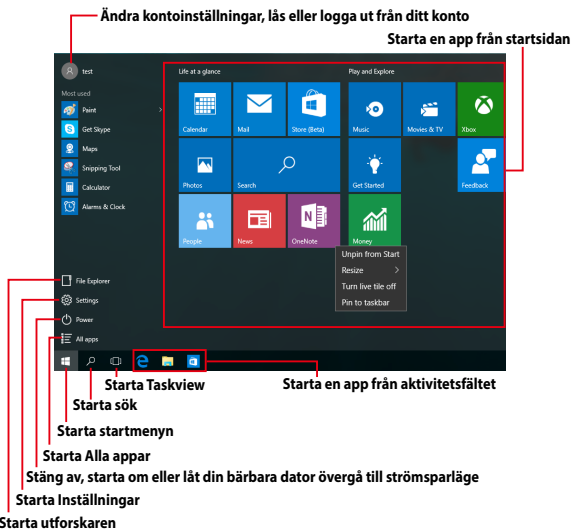 Ändra kontoinställningar, lås eller logga ut från ditt konto
Starta en app från startsidan
test
Life at a glance
Play and Explore
Most used
Paint
Get Skype
Maps
Snipping Tool
Calculator
Alarms & Clock
Calendar
Mail
Store (Beta)
Music
Movies & TV
Xbox
Photos
Search
Get Started
Feedback
People
News
OneNote
Money
Unpin from Start
Resize
Turn live tile off
Pin to taskbar
File Explorer
Settings
Power
All apps
Starta Taskview
Starta en app från aktivitetsfältet
Starta sök
Starta startmenyn
Starta Alla appar
Stäng av, starta om eller låt din bärbara dator övergå till strömsparläge
Starta Inställningar
Starta utforskaren